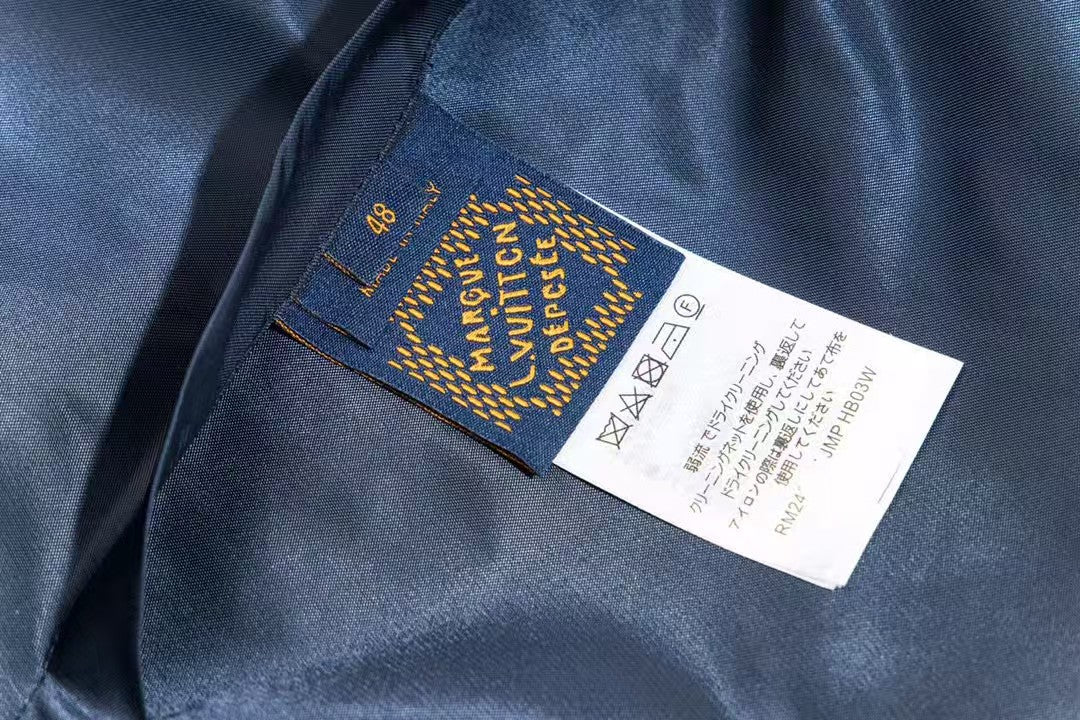 48
MADE IN ITALY
MARQUE
L.VUITTON
DEPOSEE
F
弱流でドライクリーニング
クリーニングネットを使用し、裏返して
ドライクリーニングしてください
アイロンの際は裏返しにしてあて布を
使用してください
RM24 JMP HB03W